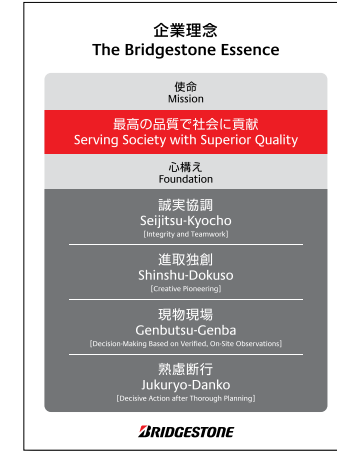 企業理念
The Bridgestone Essence
使命
Mission
最高の品質で社会に貢献
Serving Society with Superior Quality
心構え
Foundation
誠実協調
Seijitsu-Kyocho
[Integrity and Teamwork]
進取独創
Shinshu-Dokuso
[Creative Pioneering]
現物現場
Genbutsu-Genba
[Decision-Making Based on Verified, On-Site Observations]
熟慮断行
Jukuryo-Danko
[Decisive Action after Thorough Planning]
BRIDGESTONE